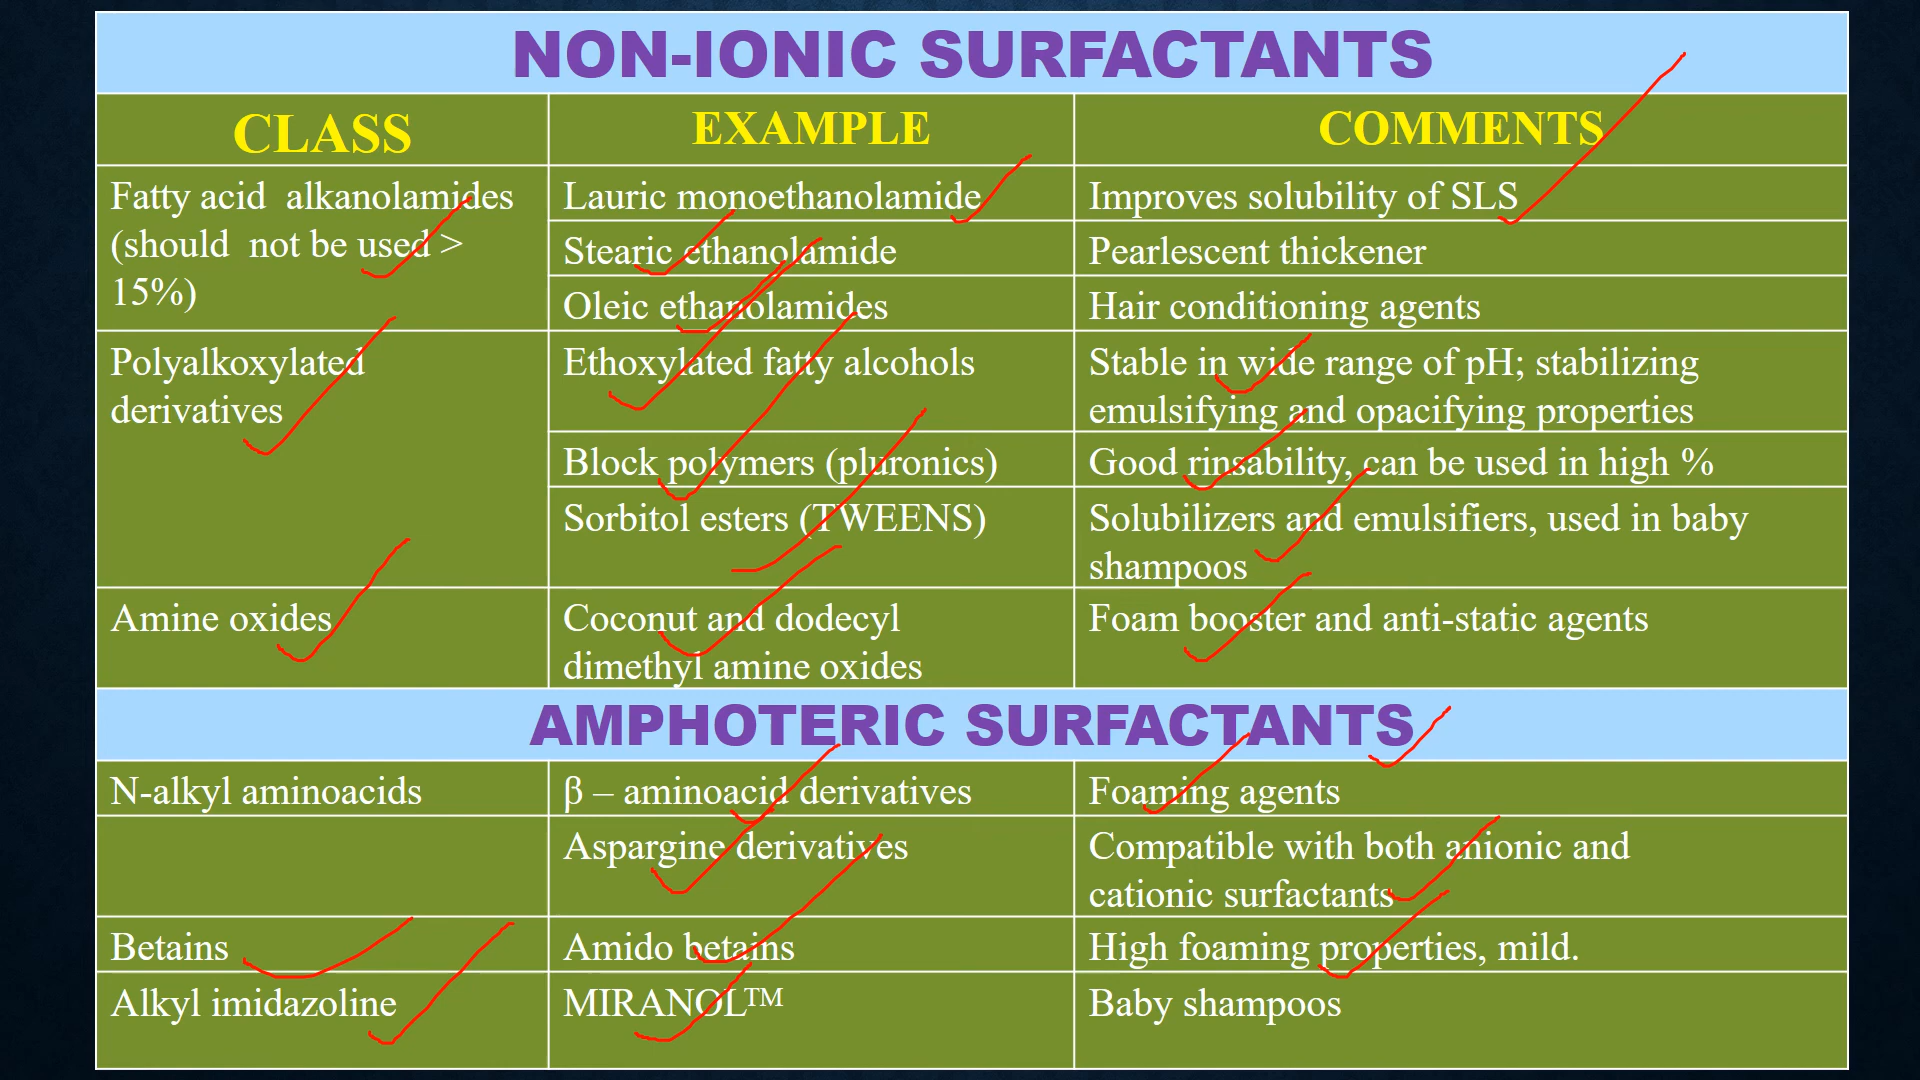 NON-IONIC SURFACTANTS
CLASS
EXAMPLE
COMMENTS
Fatty acid alkanolamides
(should not be used >
15%)
Lauric monoethanolamide
Improves solubility of SLS
Stearic ethanolamide
Pearlescent thickener
Oleic ethanolamides
Hair conditioning agents
Polyalkoxylated
derivatives
Ethoxylated fatty alcohols
Stable in wide range of pH; stabilizing
emulsifying and opacifying properties
Block polymers (pluronics)
Good rinsability, can be used in high %
Sorbitol esters (TWEENS)
Solubilizers and emulsifiers, used in baby
shampoos
Amine oxides
Coconut and dodecyl
dimethyl amine oxides
Foam booster and anti-static agents
AMPHOTERIC SURFACTANTS
N-alkyl aminoacids
β – aminoacid derivatives
Foaming agents
Aspargine derivatives
Compatible with both anionic and
cationic surfactants
Betains
Amido betains
High foaming properties, mild.
Alkyl imidazoline
MIRANOL™
Baby shampoos